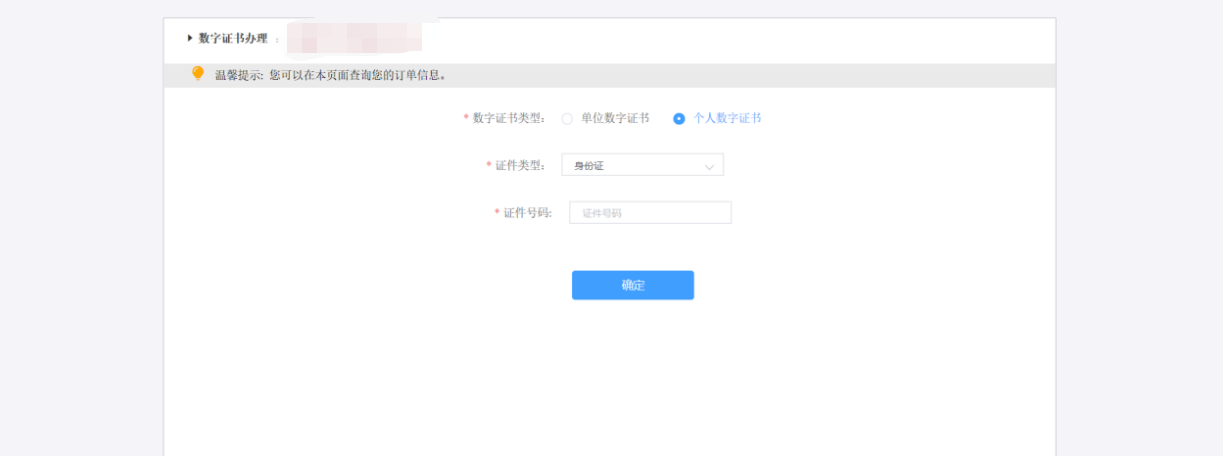 数字证书办理 :
温馨提示: 您可以在本页面查询您的订单信息。
* 数字证书类型: 单位数字证书 个人数字证书
* 证件类型: 身份证
* 证件号码: 证件号码
确定